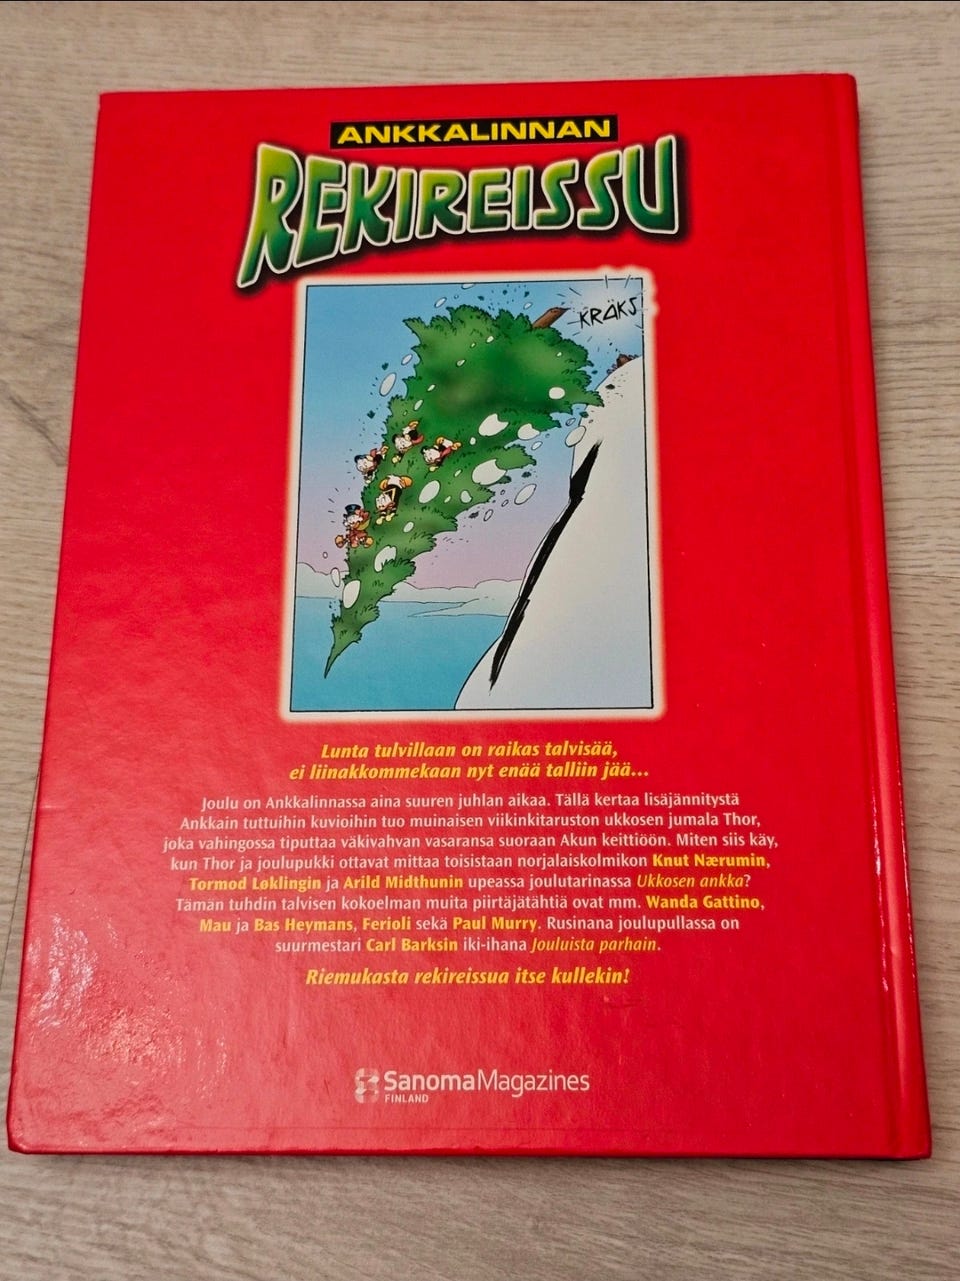 ANKKALINNAN
REKIREISSU
KRÄKS
Lunta tulvillaan on raikas talvisää,
ei liinakkommekaan nyt enää talliin jää...
Joulu on Ankkalinnassa aina suuren juhlan aikaa. Tällä kertaa lisäjännitystä
Ankkain tuttuihin kuvioihin tuo muinaisen viikinkitaruston ukkosen jumala Thor,
joka vahingossa tiputtaa väkivahvan vasaransa suoraan Akun keittiöön. Miten siis käy,
kun Thor ja joulupukki ottavat mittaa toisistaan norjalaiskolmikon Knut Nærumin,
Tormod Løklingin ja Arild Midthunin upeassa joulutarinassa Ukkosen ankka?
Tämän tuhdin talvisen kokoelman muita piirtäjätähtiä ovat mm. Wanda Gattino,
Mau ja Bas Heymans, Ferioli sekä Paul Murry. Rusinana joulupullassa on
suurmestari Carl Barksin iki-ihana Jouluista parhain.
Riemukasta rekireissua itse kullekin!
SanomaMagazines
FINLAND